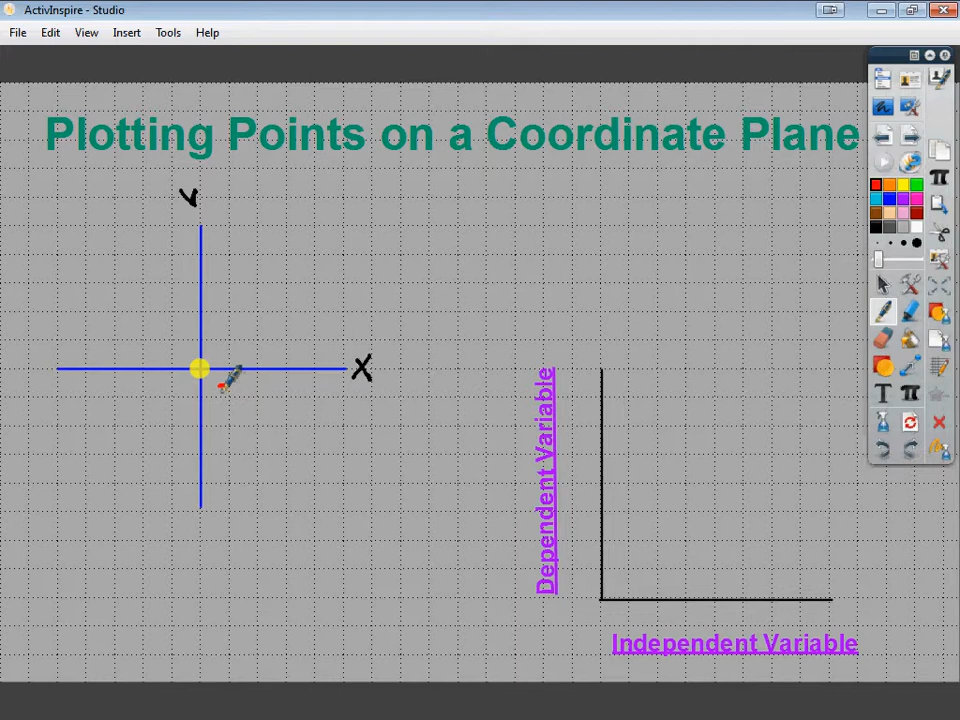 ActivInspire - Studio
File Edit View Insert Tools Help
Plotting Points on a Coordinate Plane
Y
X
Dependent Variable
Independent Variable